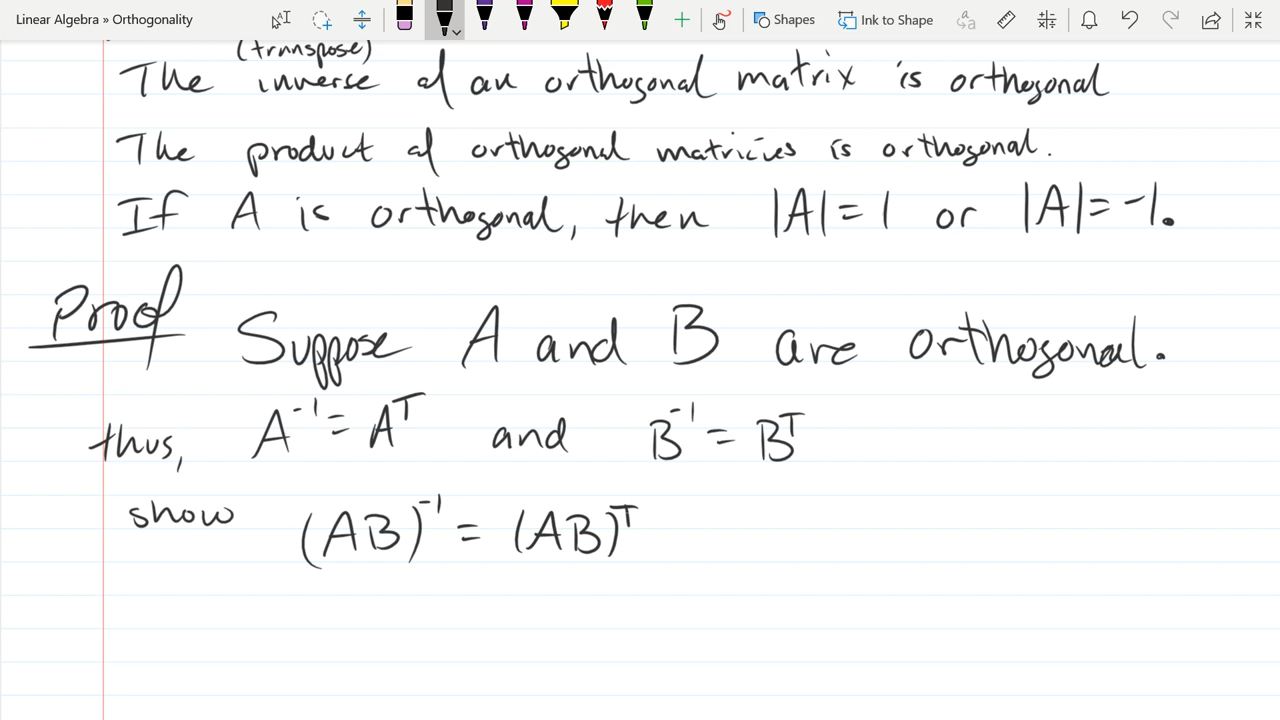 Linear Algebra » Orthogonality
Shapes
Ink to Shape
(transpose)
The inverse of an orthogonal matrix is orthogonal
The product of orthogonal matricies is orthogonal.
If A is orthogonal, then |A| = 1 or |A| = -1.
Proof Suppose A and B are orthogonal.
thus, A⁻¹ = Aᵀ and B⁻¹ = Bᵀ
show (AB)⁻¹ = (AB)ᵀ